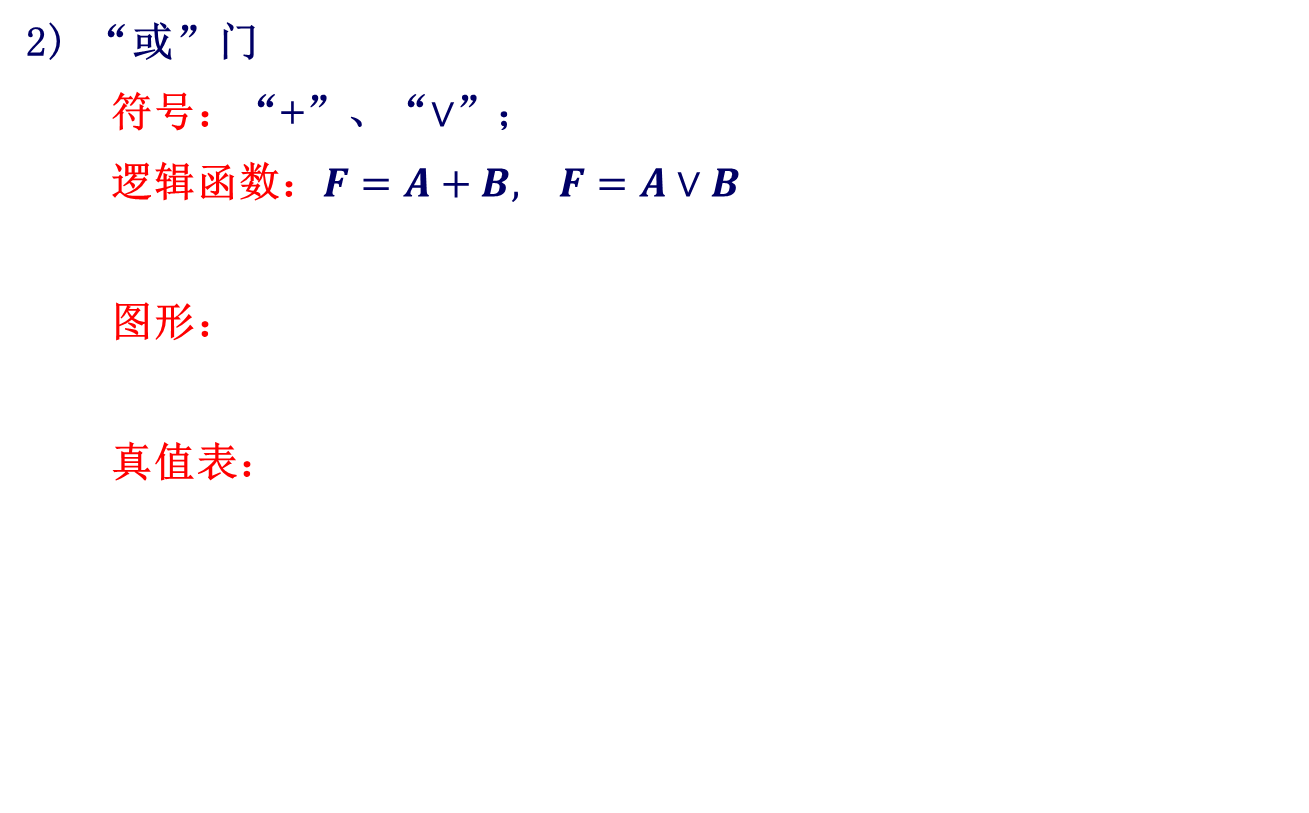 2) “或”门
符号：“+”、“∨”；
逻辑函数：F = A + B, F = A ∨ B
图形：
真值表：